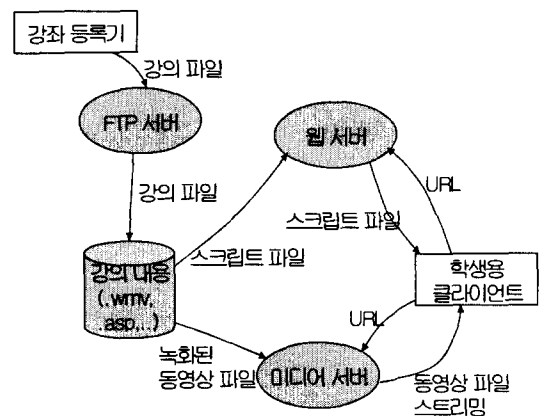 강좌 등록기
강의 파일
FTP 서버
웹 서버
강의 파일
URL
스크립트 파일
강의 내용
(.wmv,
.asp,..)
스크립트 파일
학생용
클라이언트
URL
녹화된
동영상 파일
미디어 서버
동영상 파일
스트리밍